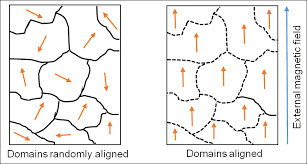 Domains randomly aligned
Domains aligned
External magnetic field